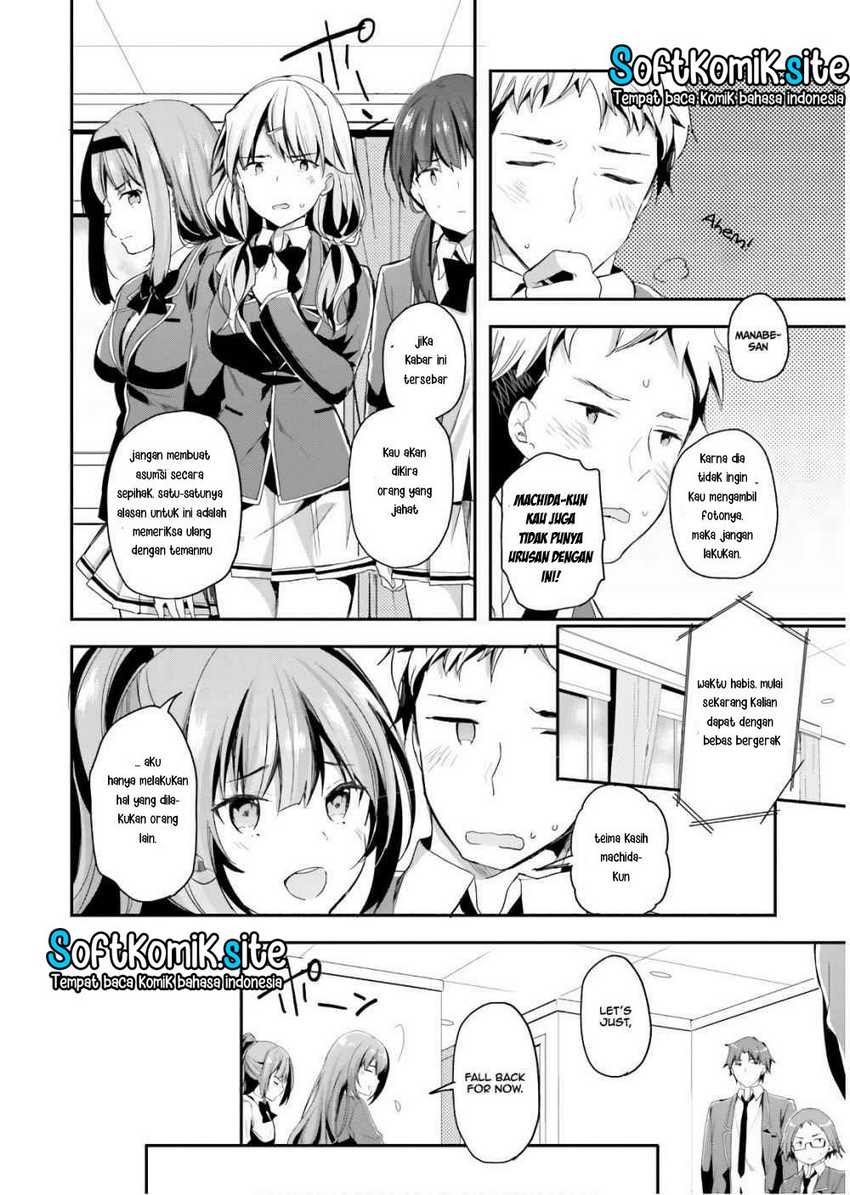 SoftKomik.site
Tempat baca Komik bahasa indonesia
Ahem!
MANABE-
SAN
Karna dia
tidak ingin
Kau mengambil
fotonya.
maka jangan
lakukan.
MACHIDA-KUN
KAU JUGA
TIDAK PUNYA
URUSAN DENGAN
INI!
ポ
jika
Kabar ini
tersebar
Kau akan
dikira
orang yang
jahat
jangan membuat
asumsi secara
sepihak. satu-satunya
alasan untuk ini adalah
memeriksa ulang
dengan temanmu
waktu habis. mulai
sekarang Kalian
dapat dengan
bebas bergerak
teima Kasih
machida-
Kun
... aku
hanya melakukan
hal yang dila-
kukan orang
lain.
SoftKomik.site
Tempat baca Komik bahasa indonesia
ポーン
LET'S
JUST,
FALL BACK
FOR NOW.